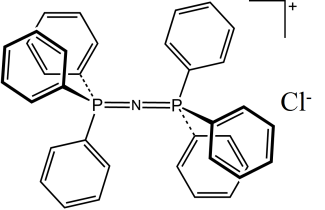 +
P=N=P
Cl-